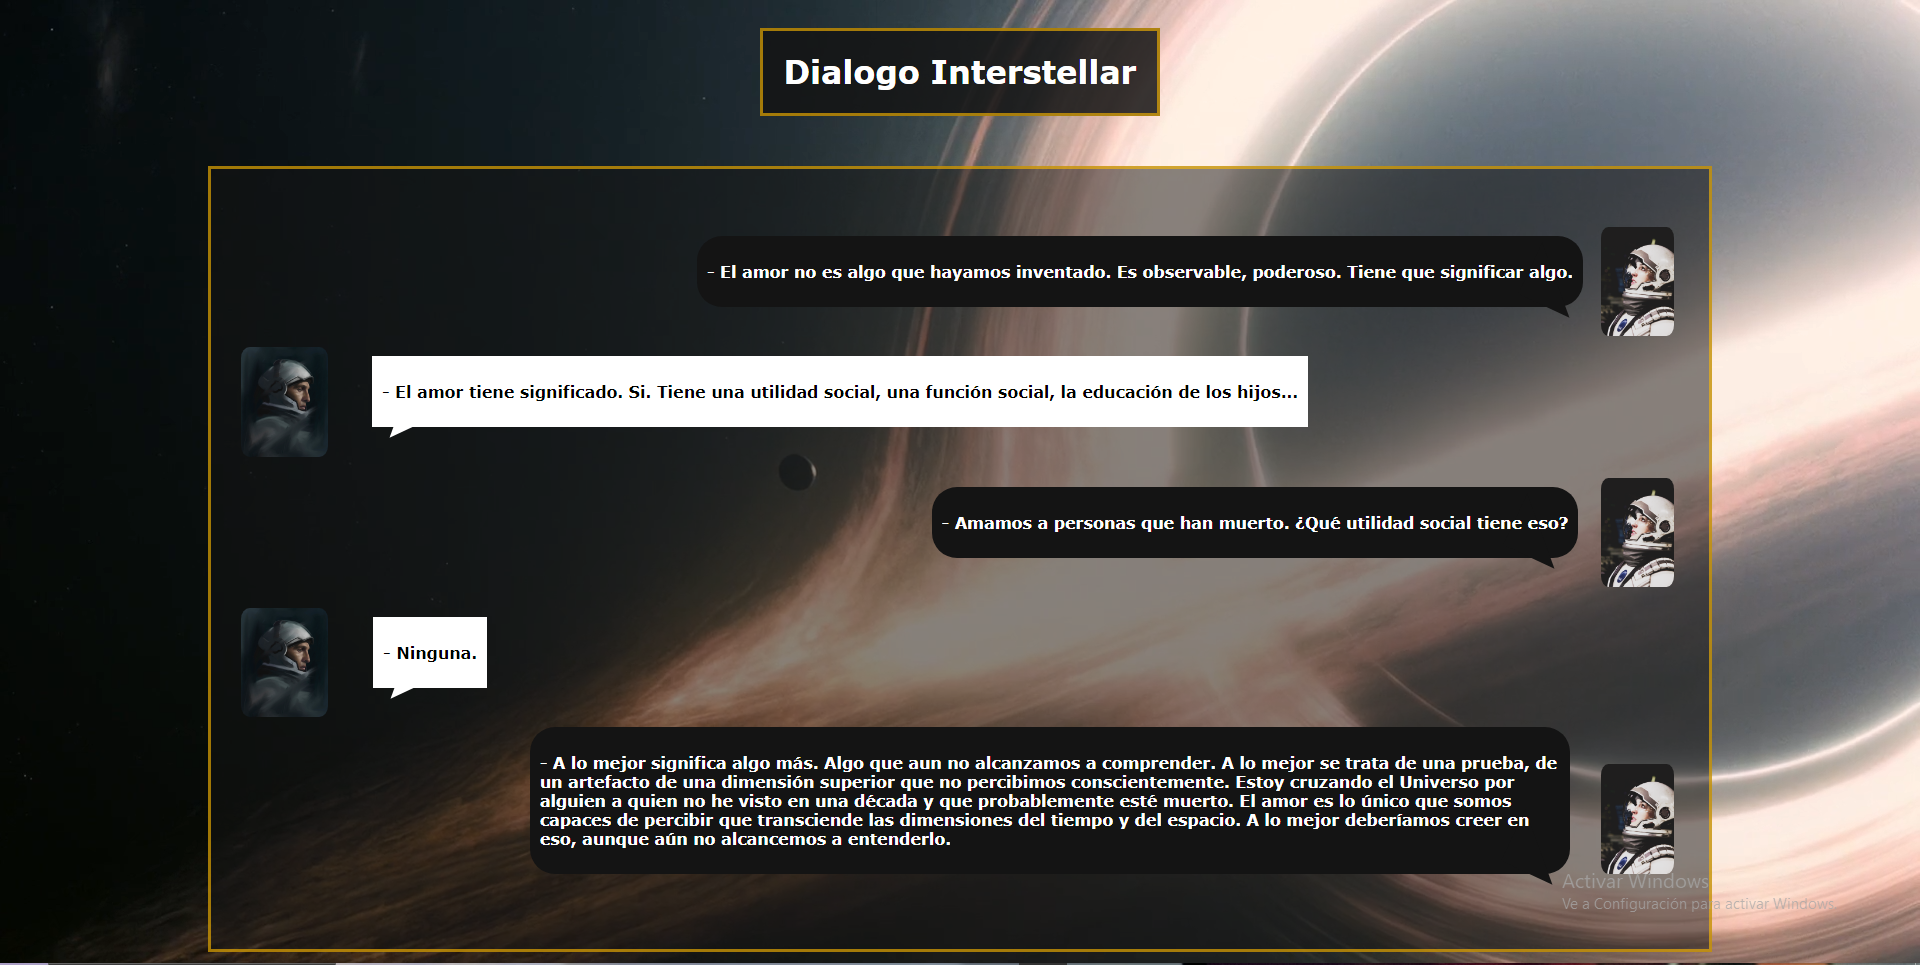 Dialogo Interstellar
- El amor no es algo que hayamos inventado. Es observable, poderoso. Tiene que significar algo.
- El amor tiene significado. Si. Tiene una utilidad social, una función social, la educación de los hijos...
- Amamos a personas que han muerto. ¿Qué utilidad social tiene eso?
- Ninguna.
- A lo mejor significa algo más. Algo que aun no alcanzamos a comprender. A lo mejor se trata de una prueba, de
un artefacto de una dimensión superior que no percibimos conscientemente. Estoy cruzando el Universo por
alguien a quien no he visto en una década y que probablemente esté muerto. El amor es lo único que somos
capaces de percibir que transciende las dimensiones del tiempo y del espacio. A lo mejor deberíamos creer en
eso, aunque aún no alcancemos a entenderlo.
Activar Windows
Ve a Configuración para activar Windows.